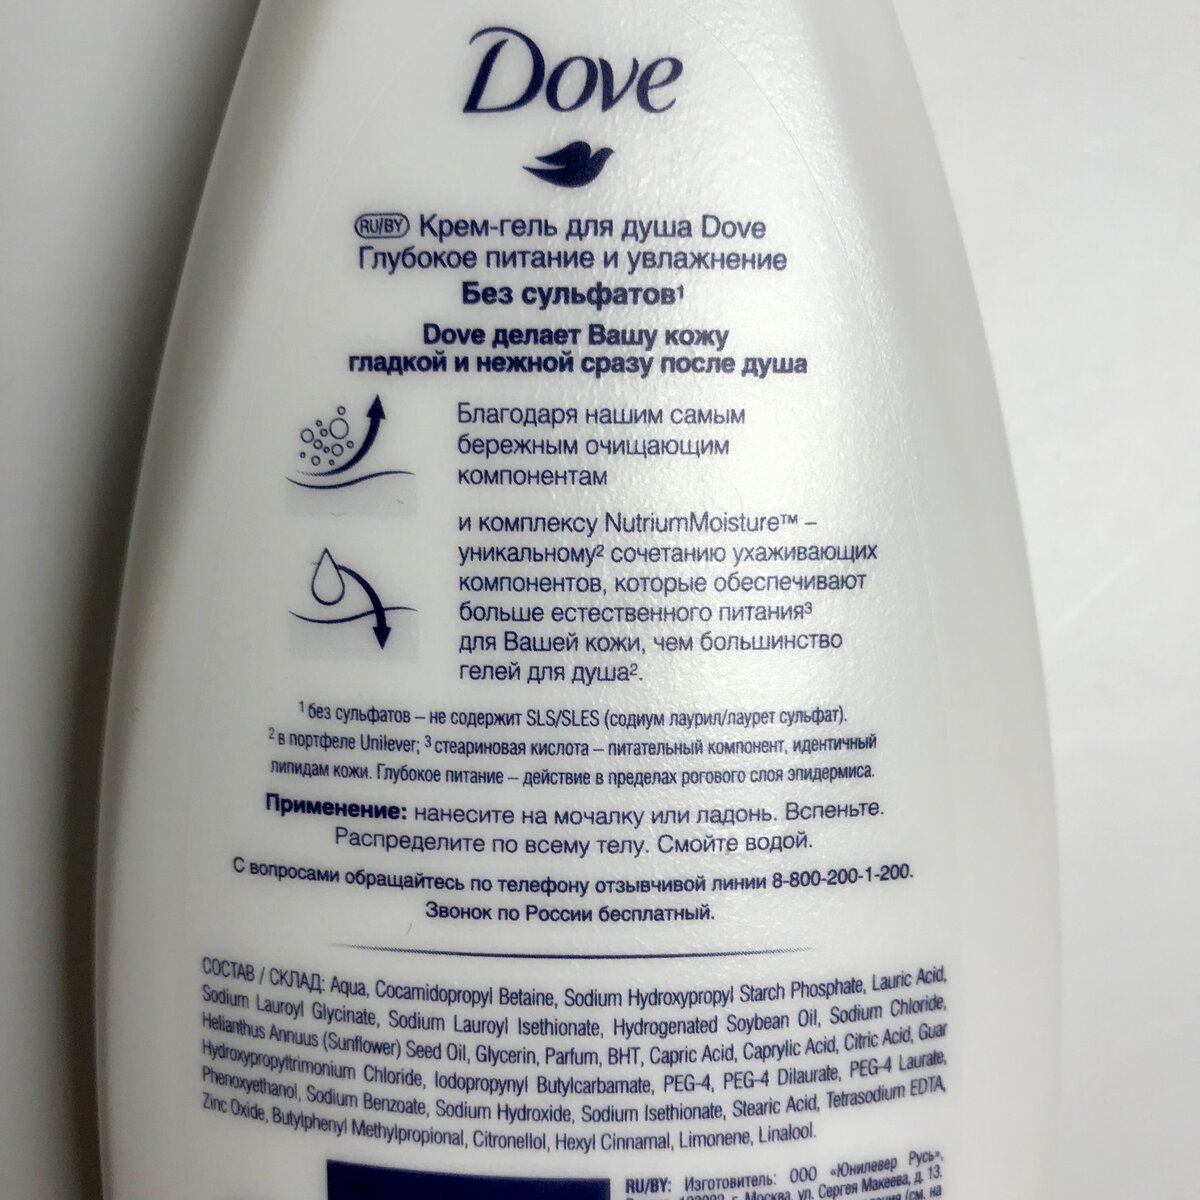 Dove
RU/BY Крем-гель для душа Dove
Глубокое питание и увлажнение
Без сульфатов¹
Dove делает Вашу кожу
гладкой и нежной сразу после душа
Благодаря нашим самым
бережным очищающим
компонентам
и комплексу NutriumMoisture™ –
уникальному² сочетанию ухаживающих
компонентов, которые обеспечивают
больше естественного питания³
для Вашей кожи, чем большинство
гелей для душа².
¹ без сульфатов – не содержит SLS/SLES (содиум лаурил/лаурет сульфат).
² в портфеле Unilever; ³ стеариновая кислота – питательный компонент, идентичный
липидам кожи. Глубокое питание – действие в пределах рогового слоя эпидермиса.
Применение: нанесите на мочалку или ладонь. Вспеньте.
Распределите по всему телу. Смойте водой.
С вопросами обращайтесь по телефону отзывчивой линии 8-800-200-1-200.
Звонок по России бесплатный.
СОСТАВ / СКЛАД: Aqua, Cocamidopropyl Betaine, Sodium Hydroxypropyl Starch Phosphate, Lauric Acid,
Sodium Lauroyl Glycinate, Sodium Lauroyl Isethionate, Hydrogenated Soybean Oil, Sodium Chloride,
Helianthus Annuus (Sunflower) Seed Oil, Glycerin, Parfum, BHT, Capric Acid, Caprylic Acid, Citric Acid, Guar
Hydroxypropyltrimonium Chloride, Iodopropynyl Butylcarbamate, PEG-4, PEG-4 Dilaurate, PEG-4 Laurate,
Phenoxyethanol, Sodium Benzoate, Sodium Hydroxide, Sodium Isethionate, Stearic Acid, Tetrasodium EDTA,
Zinc Oxide, Butylphenyl Methylpropional, Citronellol, Hexyl Cinnamal, Limonene, Linalool.
RU/BY: Изготовитель: ООО «Юнилевер Русь»,
г. Москва, ул. Сергея Макеева, д. 13.
(см. на